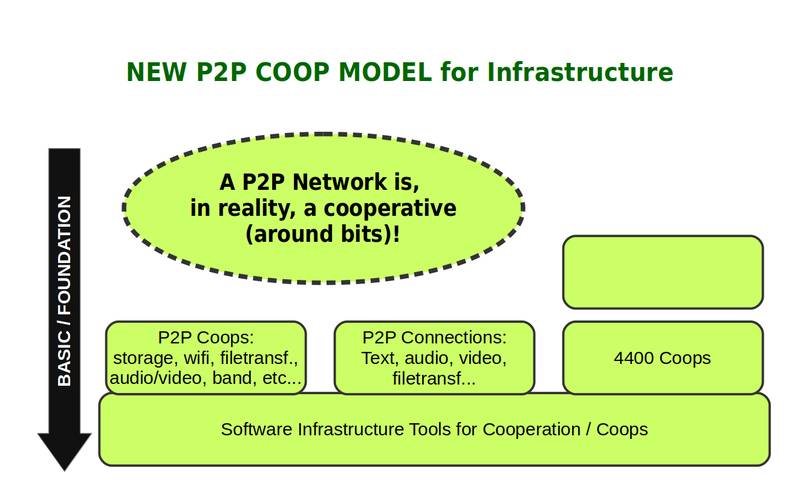 NEW P2P COOP MODEL for Infrastructure
A P2P Network is,
in reality, a cooperative
(around bits)!
BASIC / FOUNDATION
P2P Coops:
storage, wifi, filetransf.,
audio/video, band, etc...
P2P Connections:
Text, audio, video,
filetransf...
4400 Coops
Software Infrastructure Tools for Cooperation / Coops